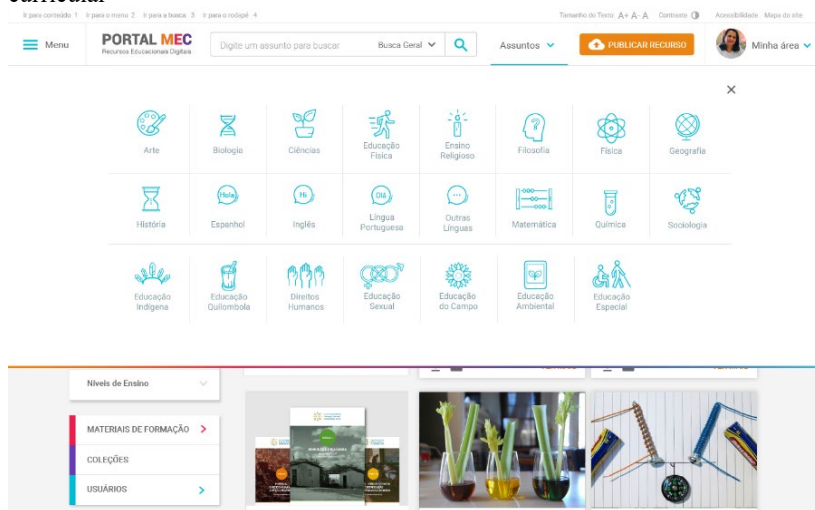 curricular
Ir para conteúdo 1 Ir para o menu 2 Ir para a busca 3 Ir para o rodapé 4 Tamanho do Texto: A+ A- A Contraste Acessibilidade Mapa do site
Menu PORTAL MEC Digite um assunto para buscar Busca Geral Assuntos PUBLICAR RECURSO Minha área
Recursos Educacionais Digitais
Arte Biologia Ciências Educação Física Ensino Religioso Filosofia Física Geografia
Hola Hi Olá
História Espanhol Inglês Língua Portuguesa Outras Línguas Matemática Química Sociologia
Educação Indígena Educação Quilombola Direitos Humanos Educação Sexual Educação do Campo Educação Ambiental Educação Especial
Níveis de Ensino
MATERIAIS DE FORMAÇÃO
COLEÇÕES
USUÁRIOS